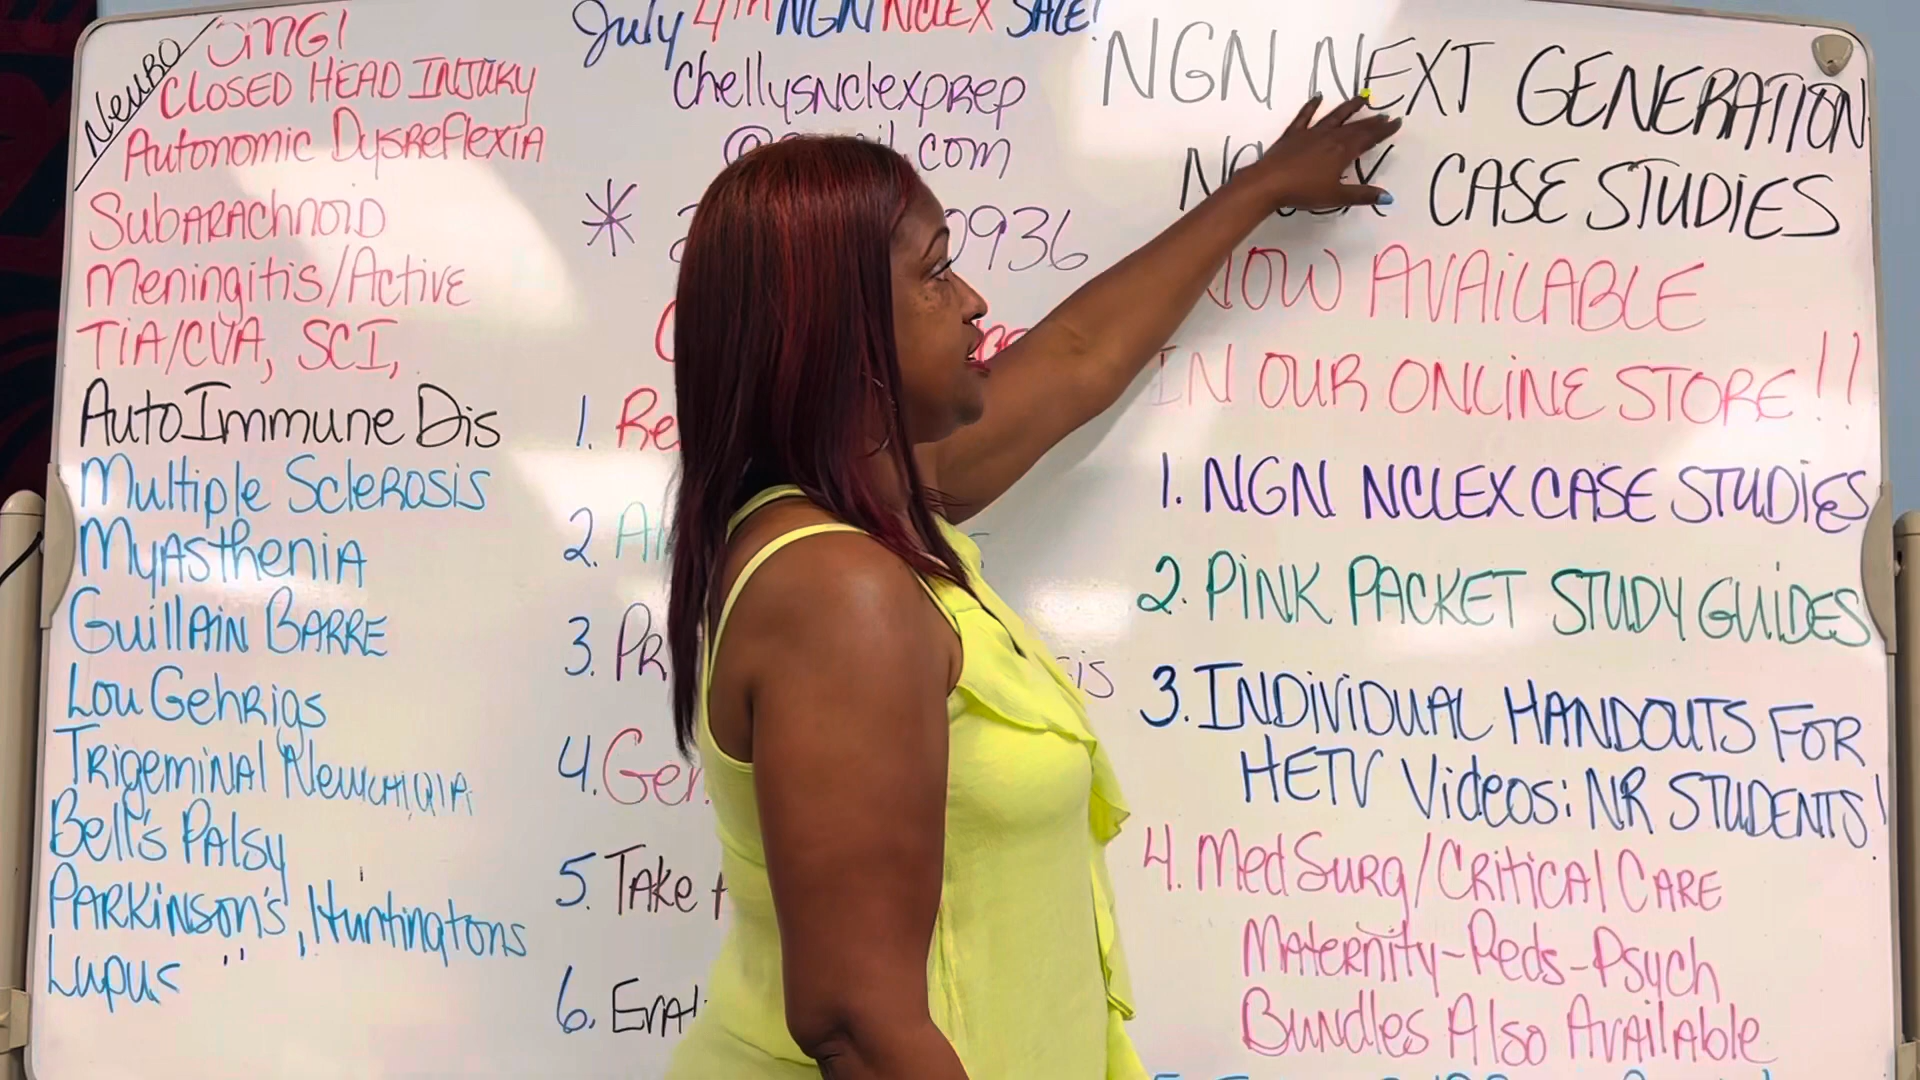 Neuro
OMG!
CLOSED HEAD INJURY
Autonomic Dysreflexia
Subarachnoid
Meningitis/Active
TIA/CVA, SCI,
AutoImmune Dis
Multiple Sclerosis
Myasthenia
Guillain Barre
Lou Gehrigs
Trigeminal Neuralgia
Bell's Palsy
Parkinson's, Huntingtons
Lupus
July 4th NGN NCLEX SALE!
chellysnclexprep
.com
0936
1.
2.
3.
4.
5. Take
6.
NGN NEXT GENERATION
CASE STUDIES
NOW AVAILABLE
IN OUR ONLINE STORE!!
1. NGN NCLEX CASE STUDIES
2. PINK PACKET STUDY GUIDES
3. INDIVIDUAL HANDOUTS FOR
HETV Videos: NR STUDENTS!
4. MedSurg/Critical Care
Maternity-Peds-Psych
Bundles Also Available